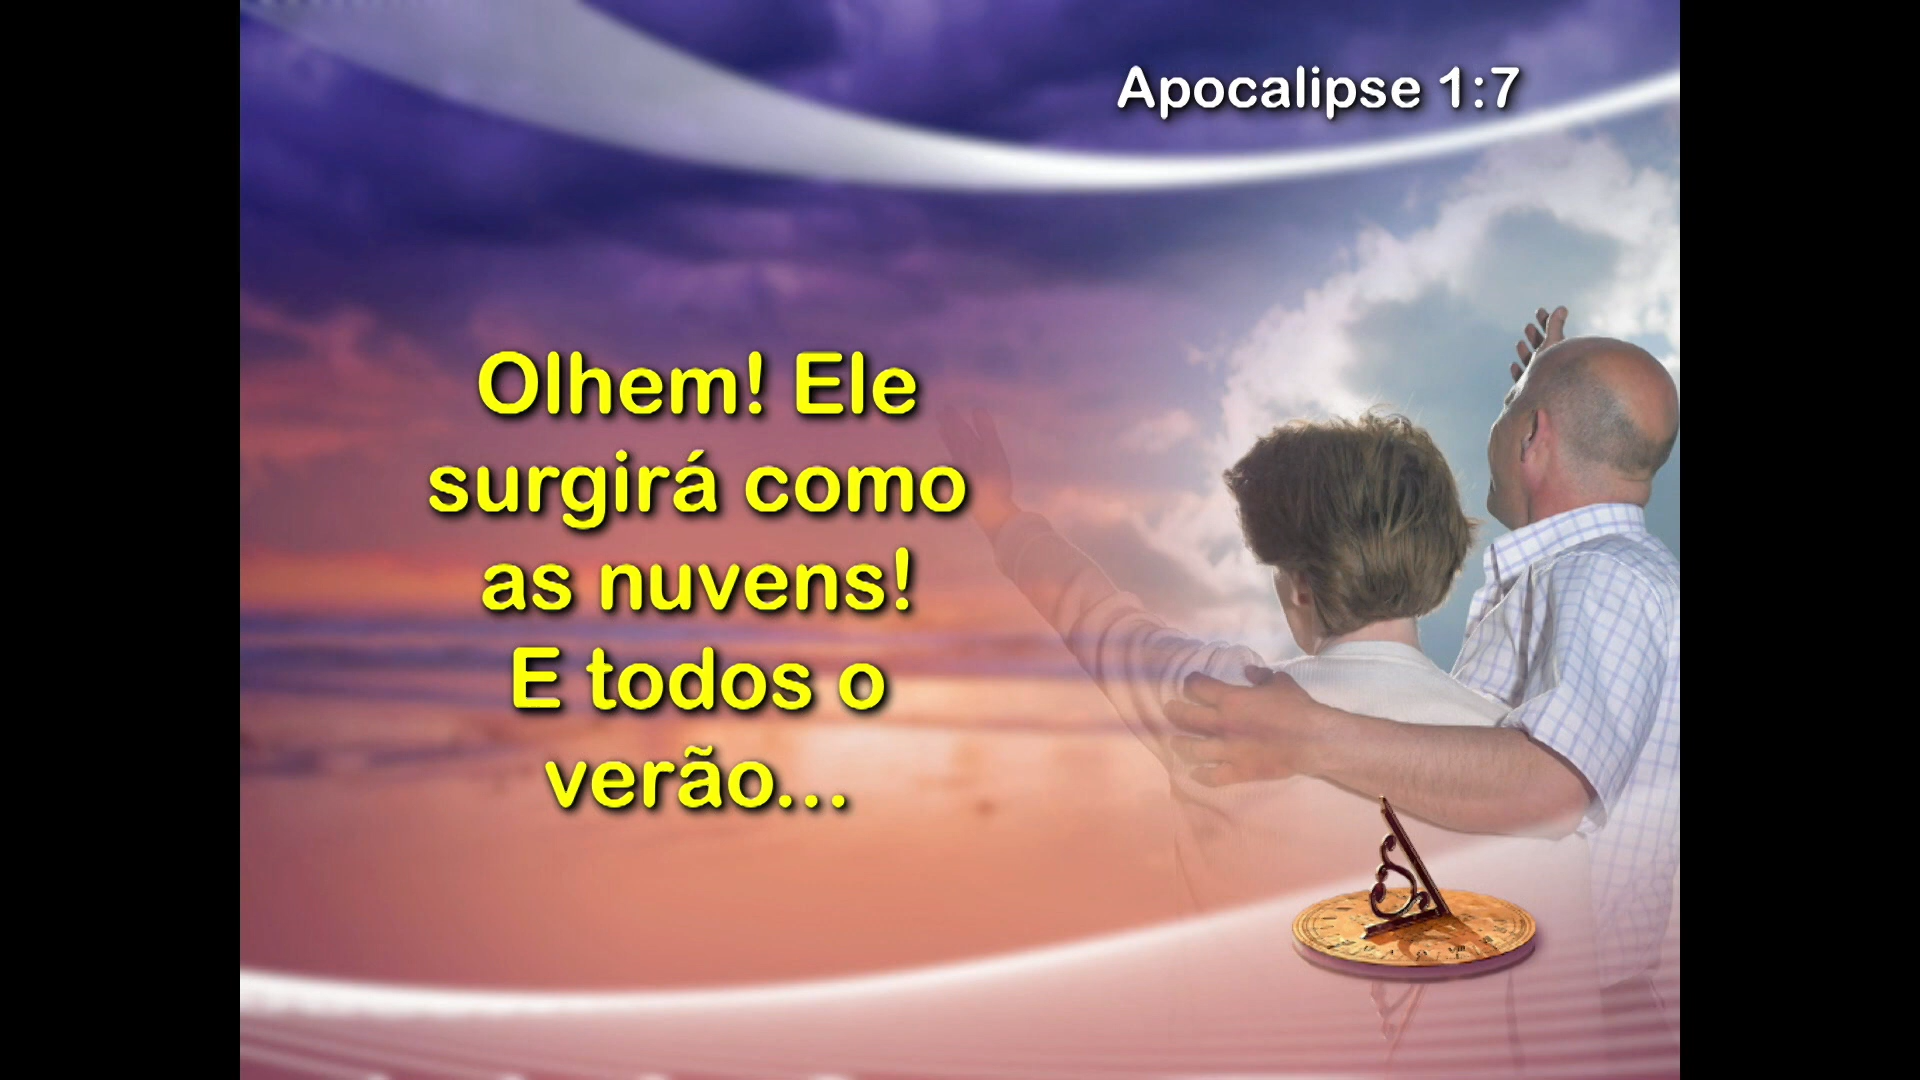 Apocalipse 1:7
Olhem! Ele
surgirá como
as nuvens!
E todos o
verão...